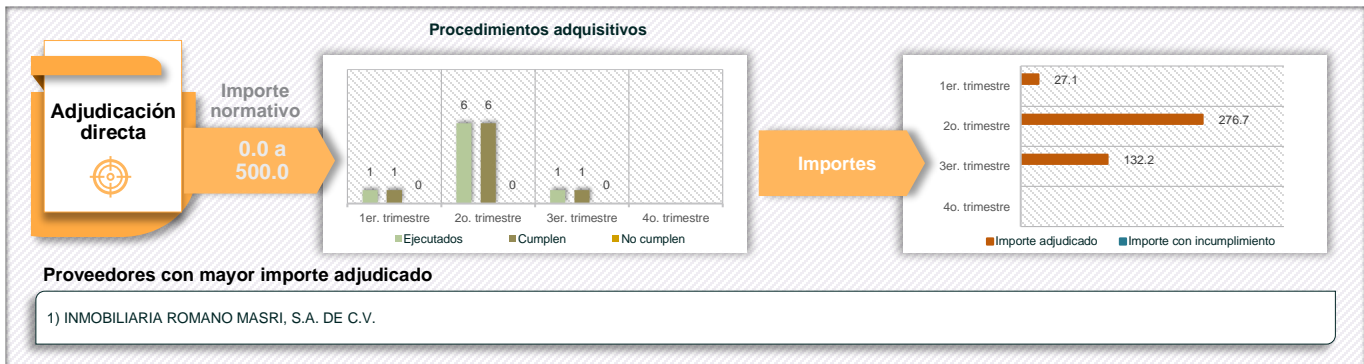 Procedimientos adquisitivos
Adjudicación
directa
Importe
normativo
0.0 a
500.0
1 1 0
6 6 0
1 1 0
1er. trimestre 2o. trimestre 3er. trimestre 4o. trimestre
Ejecutados Cumplen No cumplen
Importes
1er. trimestre 27.1
2o. trimestre 276.7
3er. trimestre 132.2
4o. trimestre
Importe adjudicado Importe con incumplimiento
Proveedores con mayor importe adjudicado
1) INMOBILIARIA ROMANO MASRI, S.A. DE C.V.